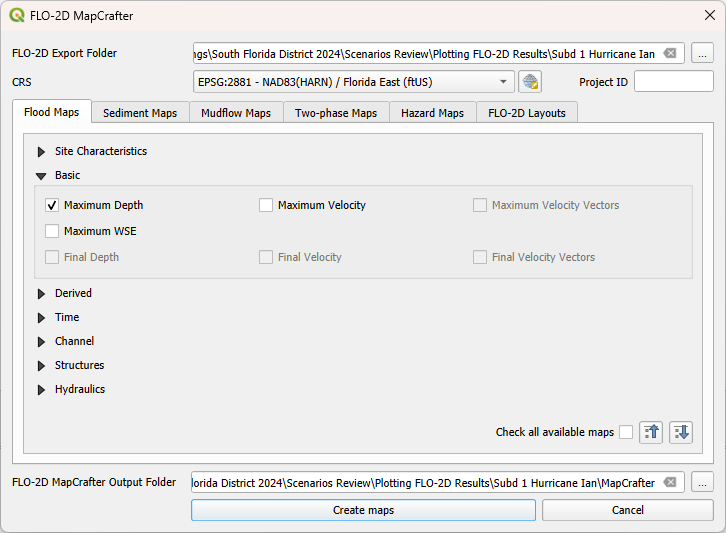 FLO-2D MapCrafter
FLO-2D Export Folder ngs\South Florida District 2024\Scenarios Review\Plotting FLO-2D Results\Subd 1 Hurricane Ian ...
CRS EPSG:2881 - NAD83(HARN) / Florida East (ftUS) Project ID
Flood Maps Sediment Maps Mudflow Maps Two-phase Maps Hazard Maps FLO-2D Layouts
Site Characteristics
Basic
Maximum Depth Maximum Velocity Maximum Velocity Vectors
Maximum WSE
Final Depth Final Velocity Final Velocity Vectors
Derived
Time
Channel
Structures
Hydraulics
Check all available maps
FLO-2D MapCrafter Output Folder lorida District 2024\Scenarios Review\Plotting FLO-2D Results\Subd 1 Hurricane Ian\MapCrafter ...
Create maps Cancel